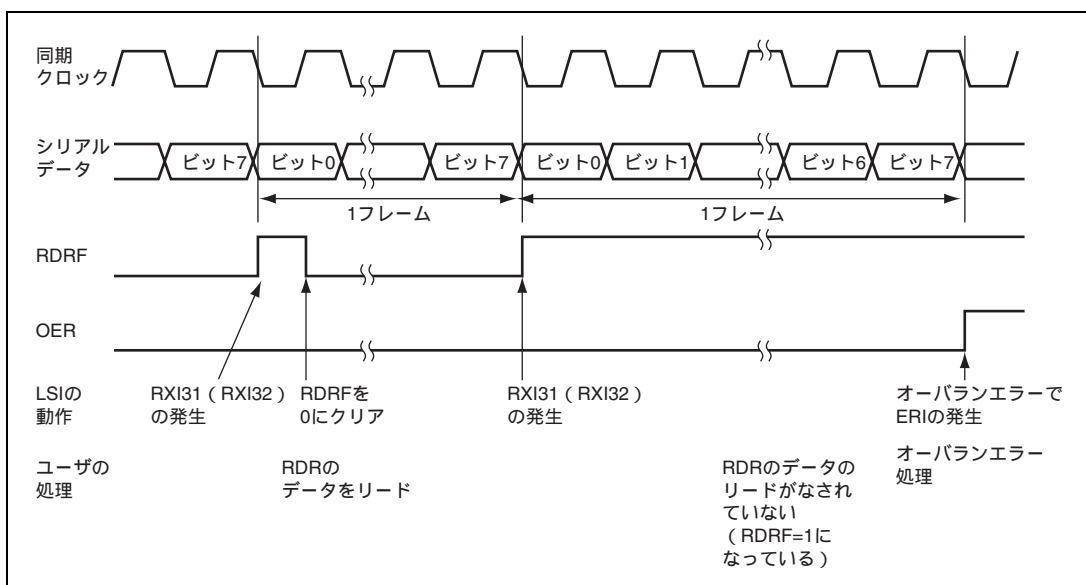 同期
クロック
シリアル
データ
ビット7
ビット0
ビット7
ビット0
ビット1
ビット6
ビット7
1フレーム
1フレーム
RDRF
OER
LSIの
動作
RXI31（RXI32）
の発生
RDRFを
0にクリア
RXI31（RXI32）
の発生
オーバランエラーで
ERIの発生
ユーザの
処理
RDRの
データをリード
RDRのデータの
リードがなされ
ていない
（RDRF=1に
なっている）
オーバランエラー
処理